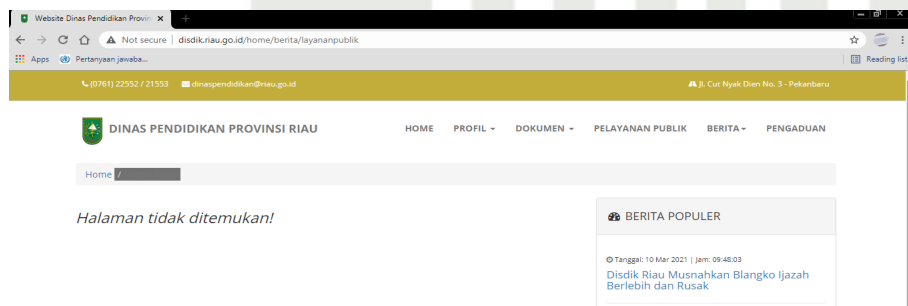 Website Dinas Pendidikan Provin
Not secure | disdik.riau.go.id/home/berita/layananpublik
Apps Pertanyaan jawaba... Reading list
(0761) 22552 / 21553 dinaspendidikan@riau.go.id Jl. Cut Nyak Dien No. 3 - Pekanbaru
DINAS PENDIDIKAN PROVINSI RIAU HOME PROFIL DOKUMEN PELAYANAN PUBLIK BERITA PENGADUAN
Home /
Halaman tidak ditemukan!
BERITA POPULER
Tanggal: 10 Mar 2021 | Jam: 09:48:03
Disdik Riau Musnahkan Blangko Ijazah
Berlebih dan Rusak